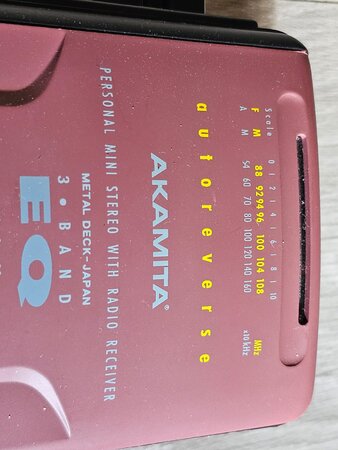 Scale 0 | 2 | 4 | 6 | 8 | 10
FM 88 92 94 96 100 104 108 MHz
AM 54 60 70 80 100 120 140 160 x10 kHz
autoreverse
AKAMITA®
PERSONAL MINI STEREO WITH RADIO RECEIVER
METAL DECK-JAPAN
3•BAND
EQ